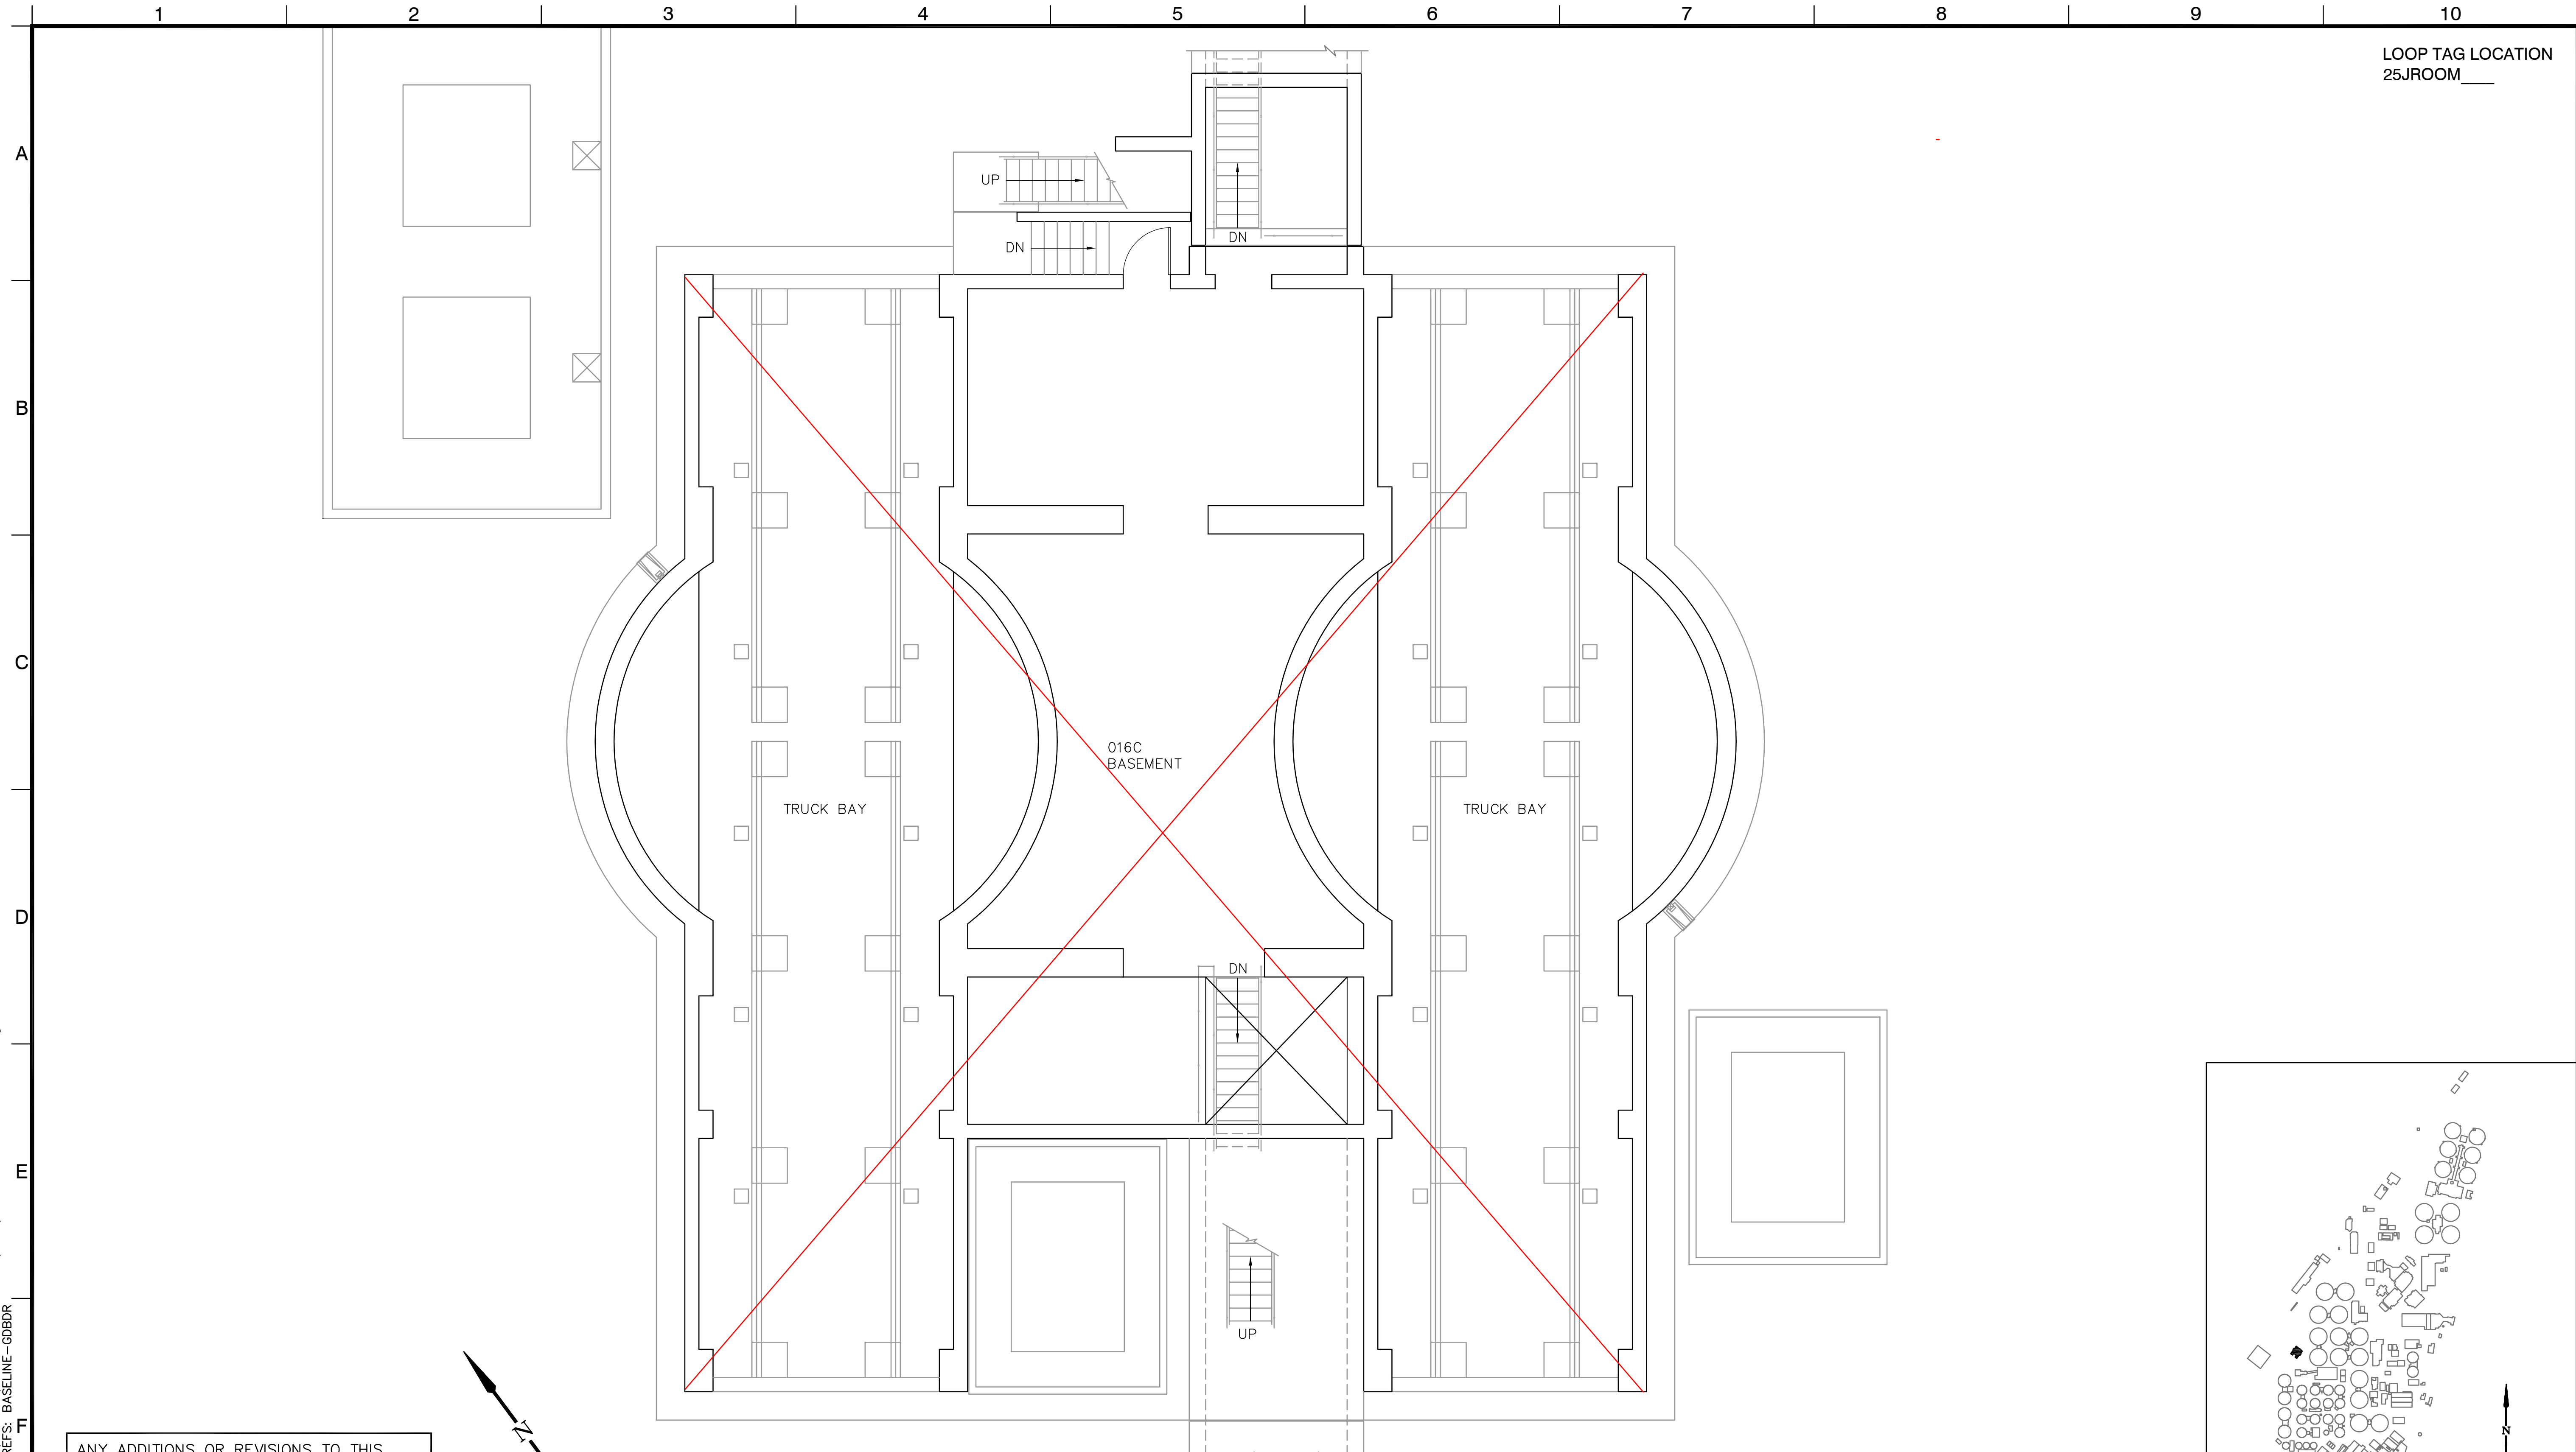 1 2 3 4 5 6 7 8 9 10
LOOP TAG LOCATION
25JROOM____
A
UP
DN
DN
B
C
016C
BASEMENT
TRUCK BAY
TRUCK BAY
D
DN
E
UP
F
N
N
REFS: BASELINE-GDBDR
ANY ADDITIONS OR REVISIONS TO THIS